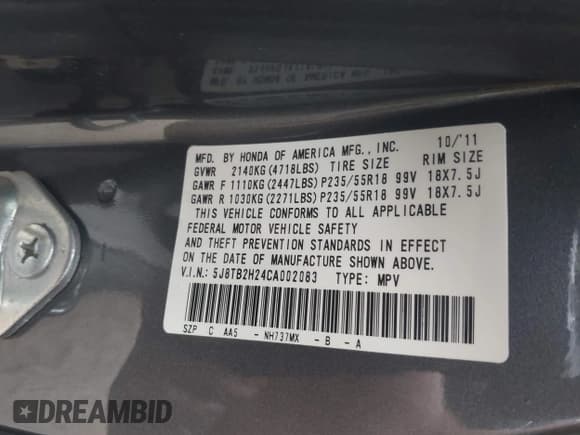 MFD. BY HONDA OF AMERICA MFG., INC. 10/'11
GVWR 2140KG(4718LBS) TIRE SIZE RIM SIZE
GAWR F 1110KG(2447LBS)P235/55R18 99V 18X7.5J
GAWR R 1030KG(2271LBS)P235/55R18 99V 18X7.5J
THIS VEHICLE CONFORMS TO ALL APPLICABLE
FEDERAL MOTOR VEHICLE SAFETY
AND THEFT PREVENTION STANDARDS IN EFFECT
ON THE DATE OF MANUFACTURE SHOWN ABOVE.
V.I.N.: 5J8TB2H24CA002083 TYPE: MPV
SZP C AA5 - NH737MX - B - A
DREAMBID